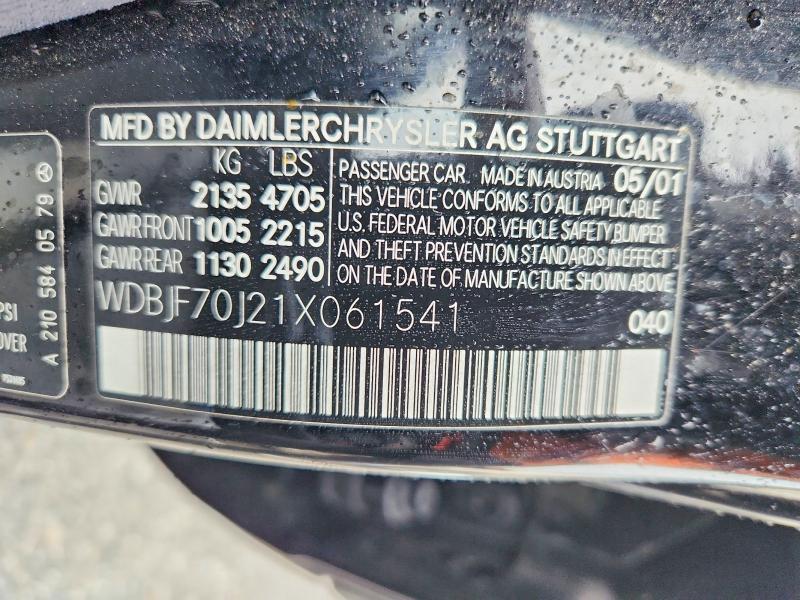 MFD BY DAIMLERCHRYSLER AG STUTTGART
KG LBS
GVWR 2135 4705
GAWR FRONT 1005 2215
GAWR REAR 1130 2490
PASSENGER CAR. MADE IN AUSTRIA 05/01
THIS VEHICLE CONFORMS TO ALL APPLICABLE
U.S. FEDERAL MOTOR VEHICLE SAFETY, BUMPER
AND THEFT PREVENTION STANDARDS IN EFFECT
ON THE DATE OF MANUFACTURE
WDBJF70J21X061541
040
PSI
OVER
A 210 584 05 79